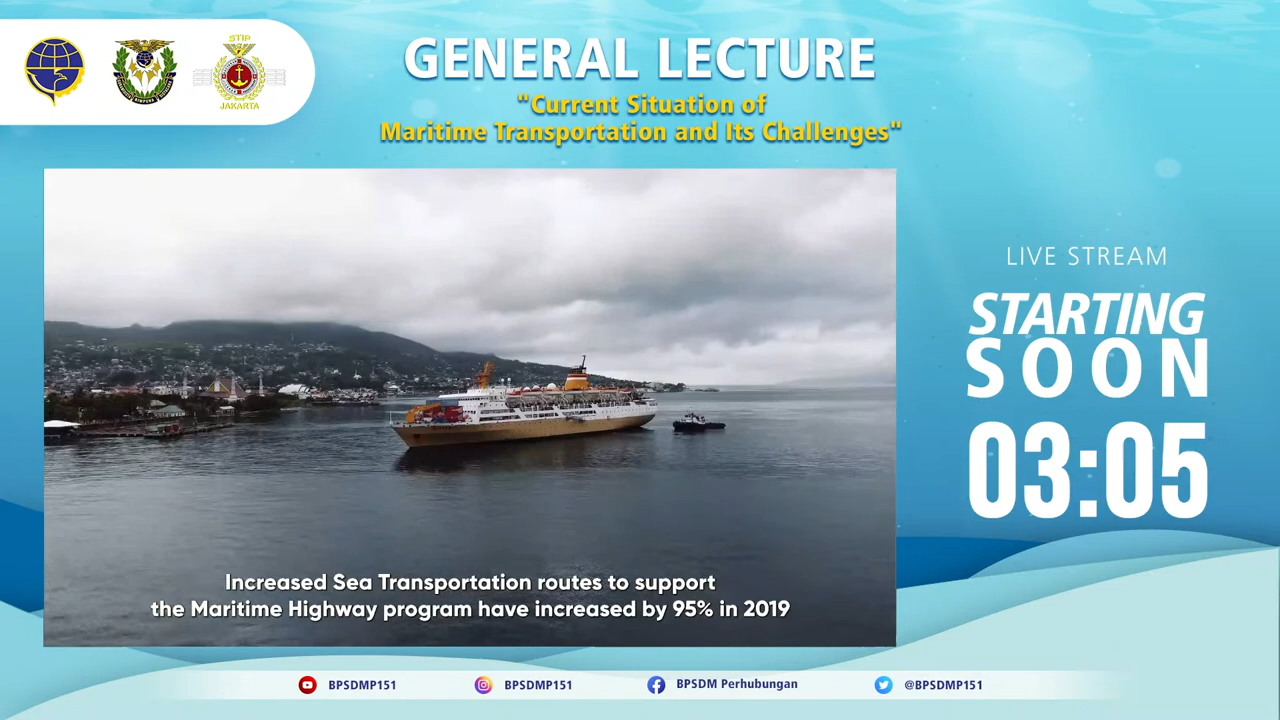 STIP
JAKARTA
GENERAL LECTURE
"Current Situation of
Maritime Transportation and Its Challenges"
LIVE STREAM
STARTING
SOON
03:05
Increased Sea Transportation routes to support
the Maritime Highway program have increased by 95% in 2019
BPSDMP151
BPSDMP151
BPSDM Perhubungan
@BPSDMP151